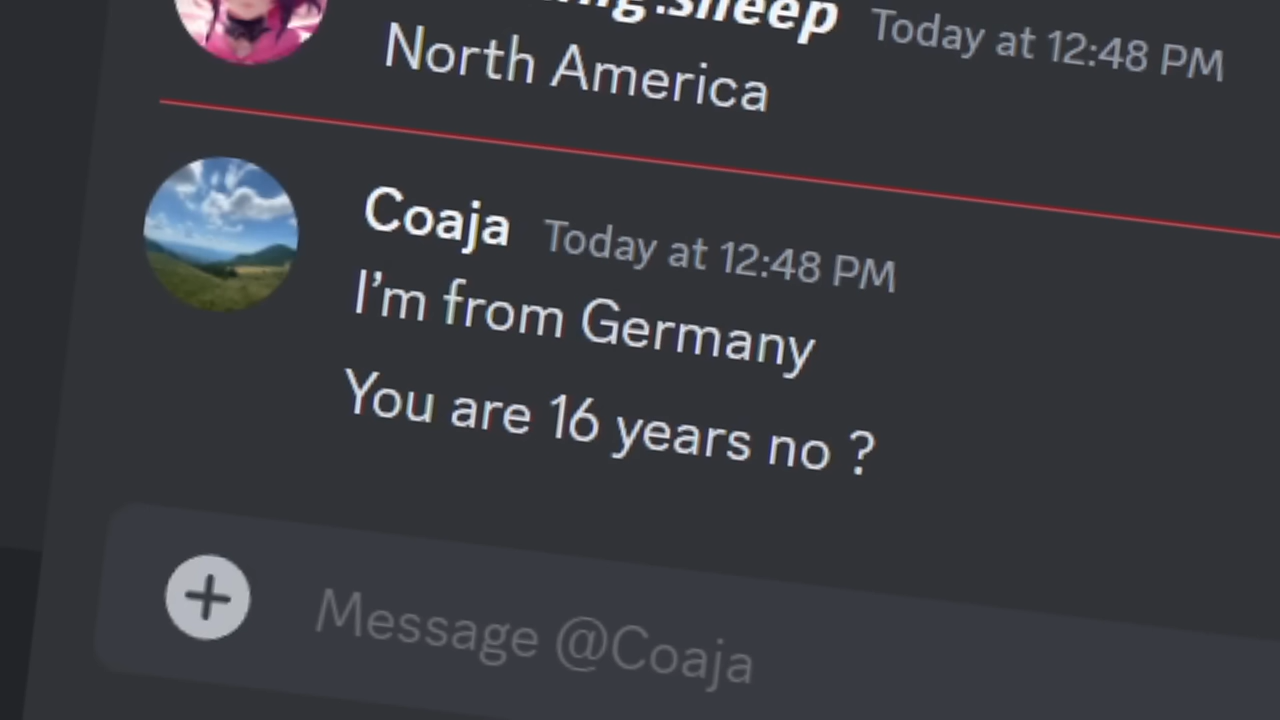 Today at 12:48 PM
North America
Coaja Today at 12:48 PM
I’m from Germany
You are 16 years no ?
Message @Coaja